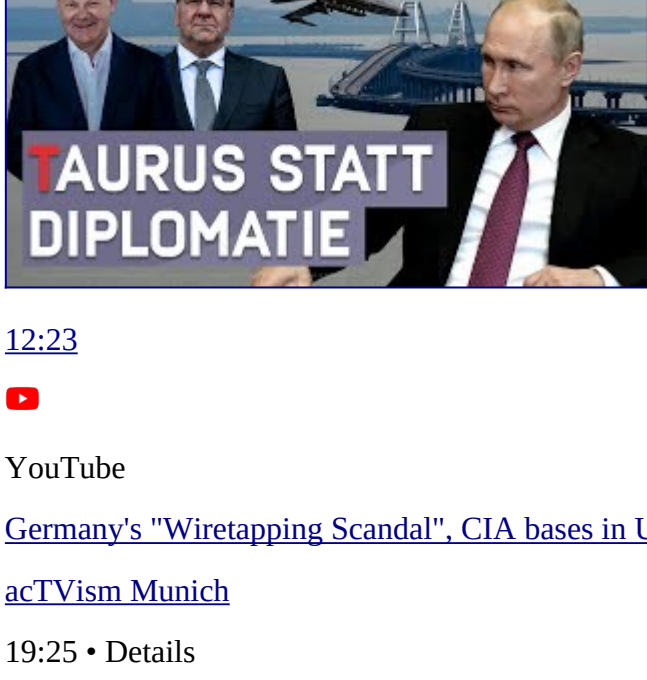 TAURUS STATT
DIPLOMATIE
12:23
YouTube
Germany's "Wiretapping Scandal", CIA bases in U
acTVism Munich
19:25 • Details